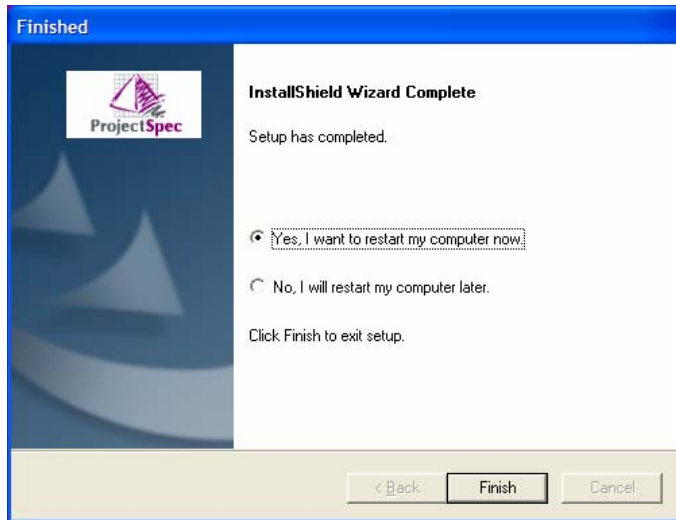 Finished
ProjectSpec
InstallShield Wizard Complete
Setup has completed.
Yes, I want to restart my computer now.
No, I will restart my computer later.
Click Finish to exit setup.
< Back
Finish
Cancel